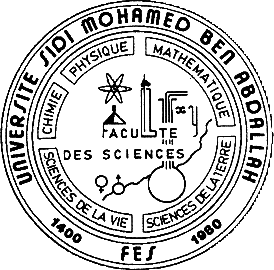 UNIVERSITE SIDI MOHAMED BEN ABDALLAH
CHIMIE
PHYSIQUE
MATHEMATIQUE
FACULTE
DES SCIENCES
SCIENCES DE LA VIE
SCIENCES DE LA TERRE
1400
FES
1980